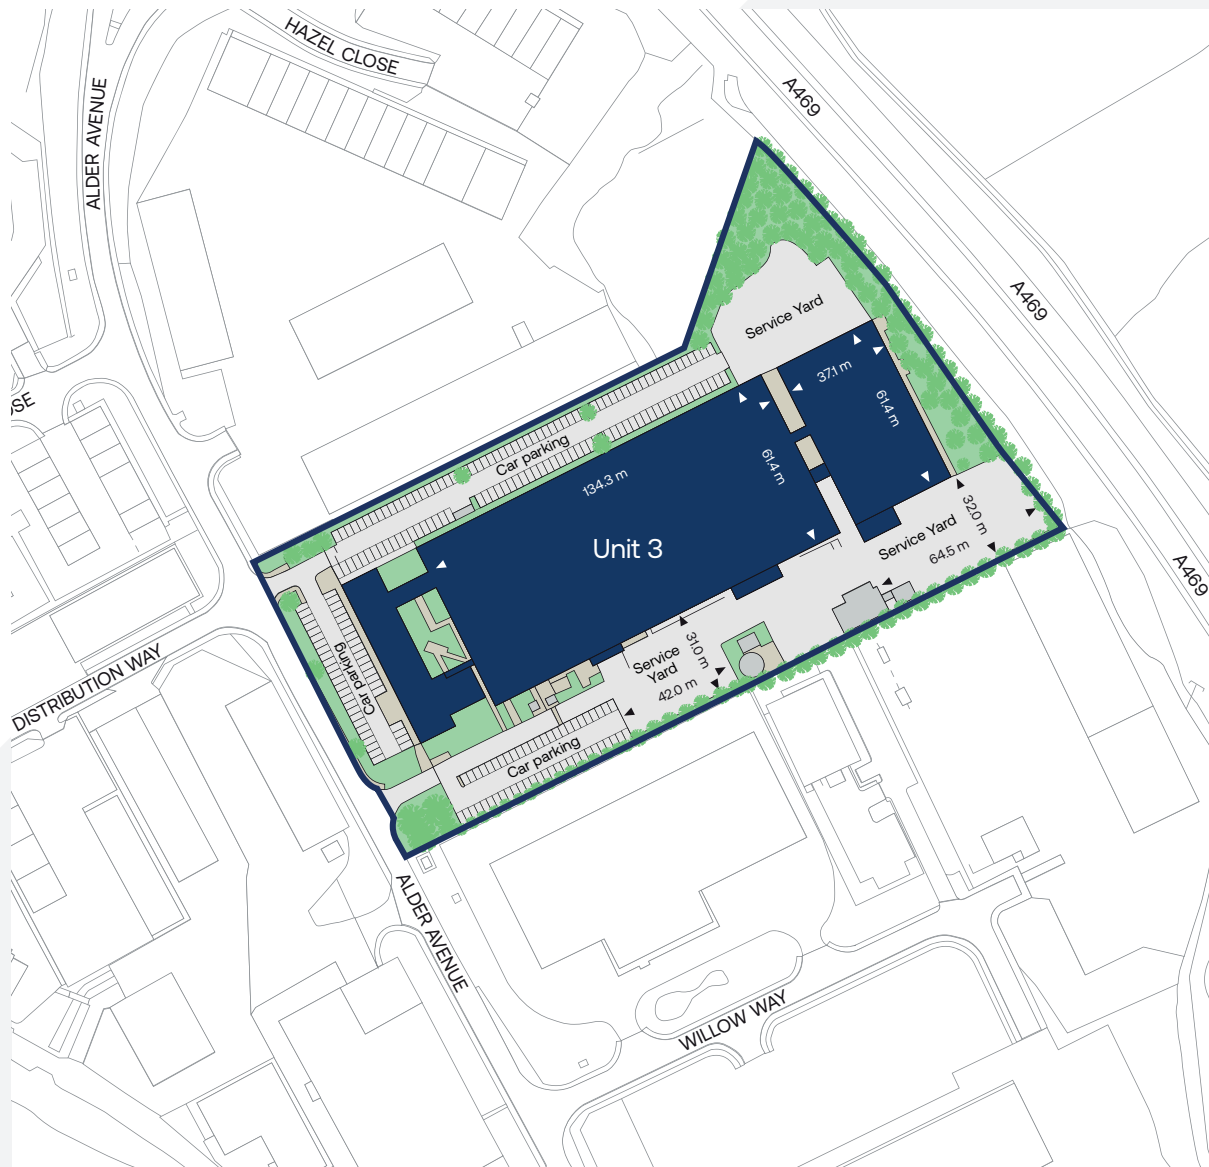 HAZEL CLOSE
ALDER AVENUE
A469
A469
Service Yard
37.1 m
61.4 m
Car parking
134.3 m
61.4 m
Unit 3
32.0 m
Service Yard
64.5 m
A469
Car parking
31.0 m
Service
Yard
42.0 m
Car parking
DISTRIBUTION WAY
ALDER AVENUE
WILLOW WAY